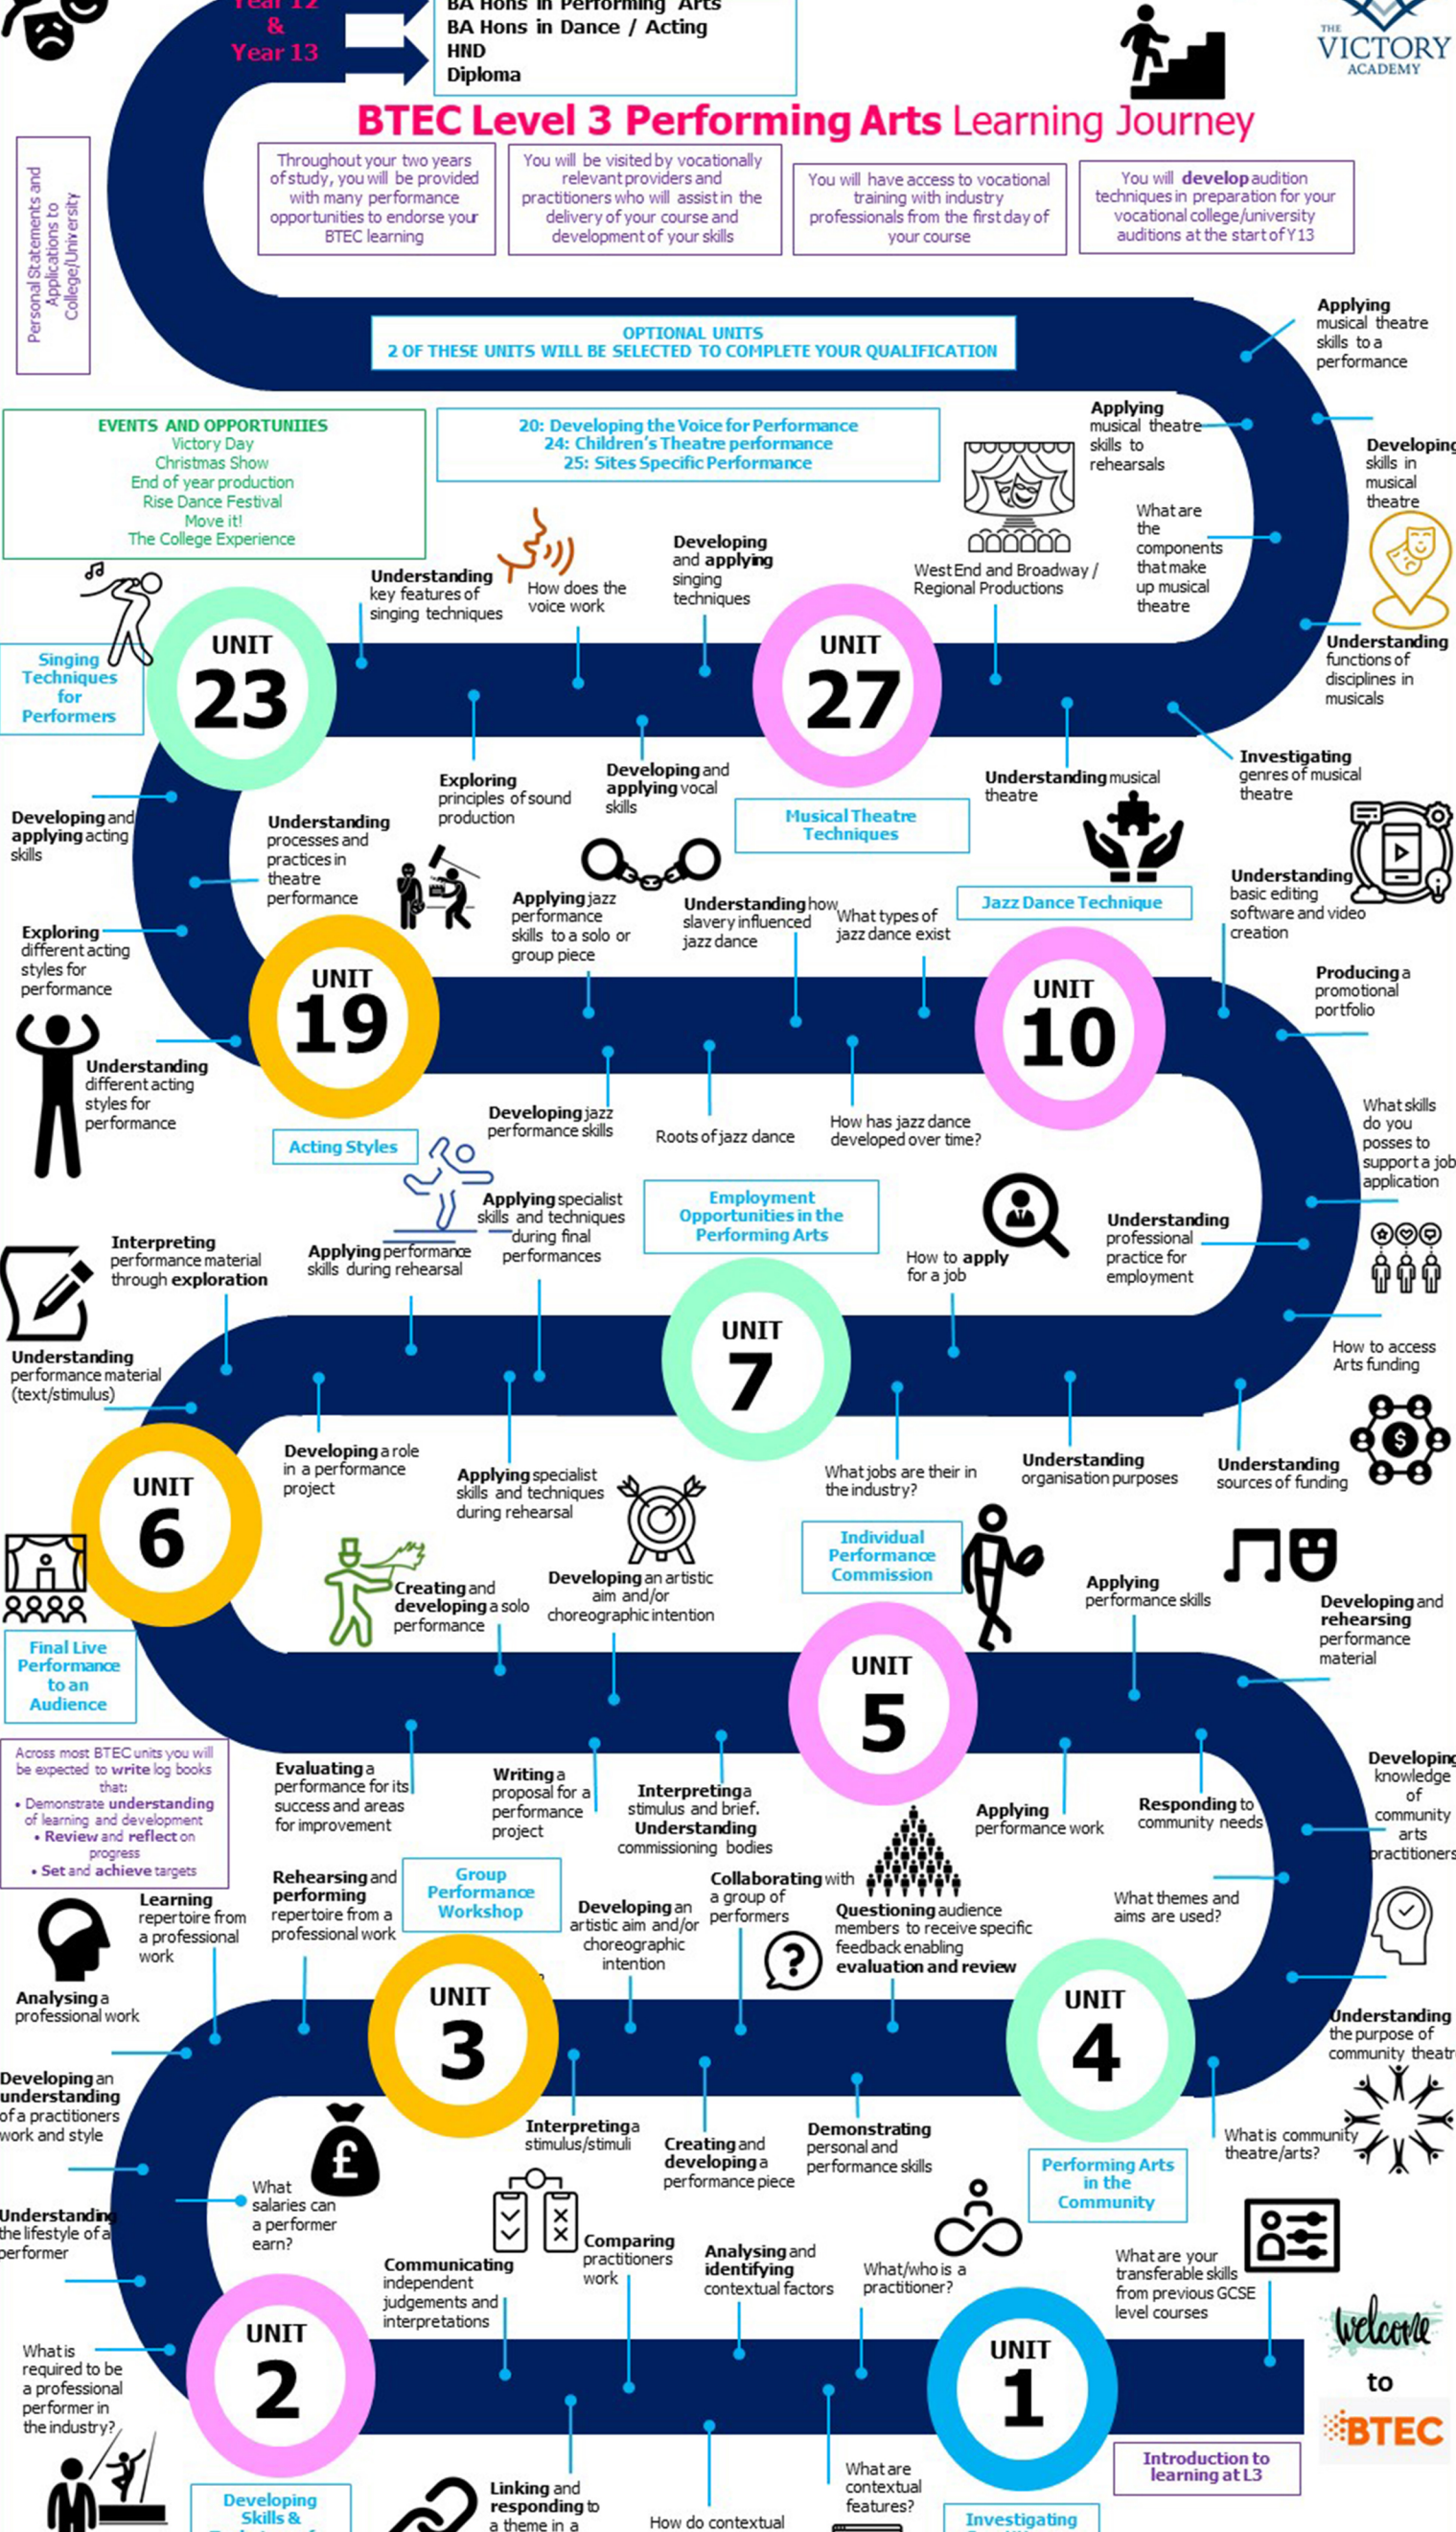 Year 12
&
Year 13
BA Hons in Performing Arts
BA Hons in Dance / Acting
HND
Diploma
THE
VICTORY
ACADEMY
BTEC Level 3 Performing Arts Learning Journey
Personal Statements and
Applications to
College/University
Throughout your two years
of study, you will be provided
with many performance
opportunities to endorse your
BTEC learning
You will be visited by vocationally
relevant providers and
practitioners who will assist in the
delivery of your course and
development of your skills
You will have access to vocational
training with industry
professionals from the first day of
your course
You will develop audition
techniques in preparation for your
vocational college/university
auditions at the start of Y13
OPTIONAL UNITS
2 OF THESE UNITS WILL BE SELECTED TO COMPLETE YOUR QUALIFICATION
Applying
musical theatre
skills to a
performance
EVENTS AND OPPORTUNIIES
Victory Day
Christmas Show
End of year production
Rise Dance Festival
Move it!
The College Experience
20: Developing the Voice for Performance
24: Children's Theatre performance
25: Sites Specific Performance
Applying
musical theatre
skills to
rehearsals
Developing
skills in
musical
theatre
What are
the
components
that make
up musical
theatre
Understanding
key features of
singing techniques
How does the
voice work
Developing
and applying
singing
techniques
West End and Broadway /
Regional Productions
Understanding
functions of
disciplines in
musicals
Singing
Techniques
for
Performers
UNIT
23
UNIT
27
Exploring
principles of sound
production
Developing and
applying vocal
skills
Musical Theatre
Techniques
Understanding musical
theatre
Investigating
genres of musical
theatre
Developing and
applying acting
skills
Understanding
processes and
practices in
theatre
performance
Applying jazz
performance
skills to a solo or
group piece
Understanding how
slavery influenced
jazz dance
What types of
jazz dance exist
Jazz Dance Technique
Understanding
basic editing
software and video
creation
Exploring
different acting
styles for
performance
Producing a
promotional
portfolio
UNIT
19
UNIT
10
Understanding
different acting
styles for
performance
Acting Styles
Developing jazz
performance skills
Roots of jazz dance
How has jazz dance
developed over time?
What skills
do you
posses to
support a job
application
Interpreting
performance material
through exploration
Applying performance
skills during rehearsal
Applying specialist
skills and techniques
during final
performances
Employment
Opportunities in the
Performing Arts
How to apply
for a job
Understanding
professional
practice for
employment
Understanding
performance material
(text/stimulus)
UNIT
7
How to access
Arts funding
UNIT
6
Developing a role
in a performance
project
Applying specialist
skills and techniques
during rehearsal
What jobs are their in
the industry?
Understanding
organisation purposes
Understanding
sources of funding
$
Creating and
developing a solo
performance
Developing an artistic
aim and/or
choreographic intention
Individual
Performance
Commission
Applying
performance skills
Developing and
rehearsing
performance
material
Final Live
Performance
to an
Audience
UNIT
5
Across most BTEC units you will
be expected to write log books
that:
• Demonstrate understanding
of learning and development
• Review and reflect on
progress
• Set and achieve targets
Evaluating a
performance for its
success and areas
for improvement
Writing a
proposal for a
performance
project
Interpreting a
stimulus and brief.
Understanding
commissioning bodies
Applying
performance work
Responding to
community needs
Developing
knowledge
of
community
arts
practitioners
Learning
repertoire from
a professional
work
Rehearsing and
performing
repertoire from a
professional work
Group
Performance
Workshop
Developing an
artistic aim and/or
choreographic
intention
Collaborating with
a group of
performers
?
Questioning audience
members to receive specific
feedback enabling
evaluation and review
What themes and
aims are used?
Analysing a
professional work
UNIT
3
UNIT
4
Understanding
the purpose of
community theatr
Developing an
understanding
of a practitioners
work and style
Interpreting a
stimulus/stimuli
Creating and
developing a
performance piece
Demonstrating
personal and
performance skills
Performing Arts
in the
Community
What is community
theatre/arts?
Understanding
the lifestyle of a
performer
What
salaries can
a performer
earn?
£
Communicating
independent
judgements and
interpretations
Comparing
practitioners
work
Analysing and
identifying
contextual factors
What/who is a
practitioner?
What are your
transferable skills
from previous GCSE
level courses
What is
required to be
a professional
performer in
the industry?
UNIT
2
UNIT
1
welcome
to
BTEC
Introduction to
learning at L3
Developing
Skills &
Linking and
responding to
a theme in a
How do contextual
What are
contextual
features?
Investigating